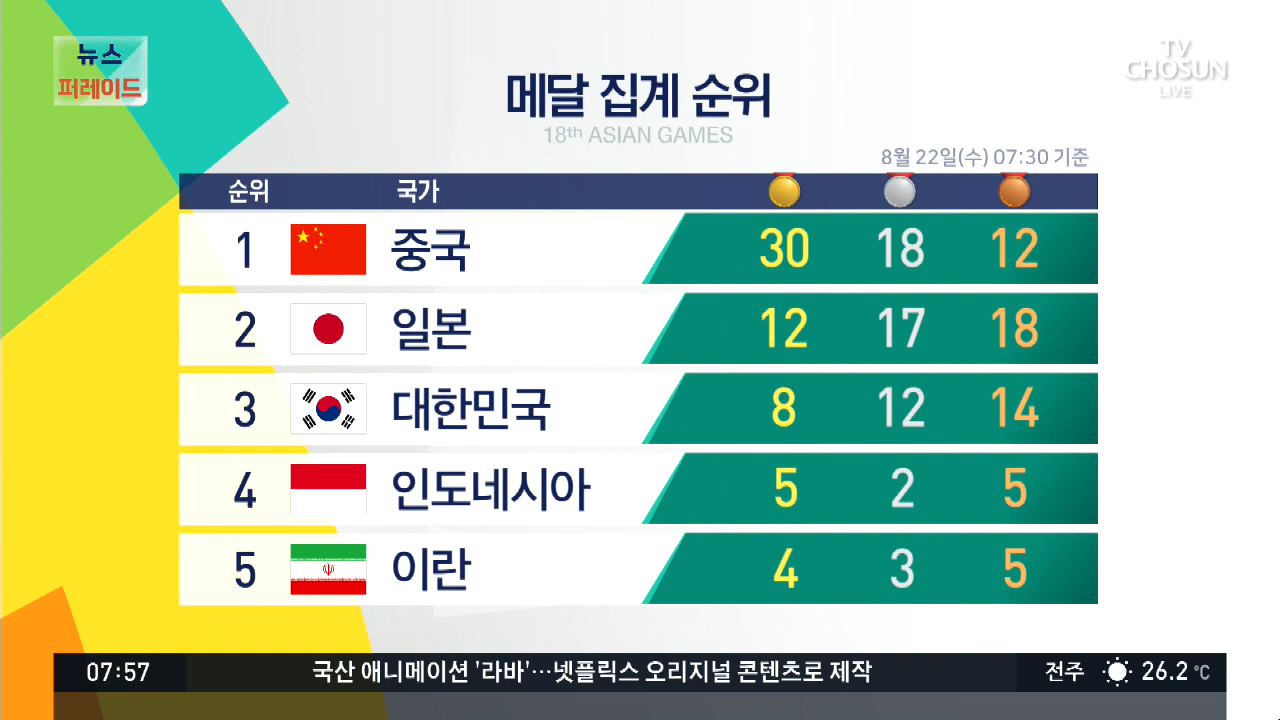 뉴스
퍼레이드
TV
CHOSUN
LIVE
메달 집계 순위
18th ASIAN GAMES
8월 22일(수) 07:30 기준
순위 국가
1 중국 30 18 12
2 일본 12 17 18
3 대한민국 8 12 14
4 인도네시아 5 2 5
5 이란 4 3 5
07:57 국산 애니메이션 '라바'…넷플릭스 오리지널 콘텐츠로 제작 전주 26.2 ℃